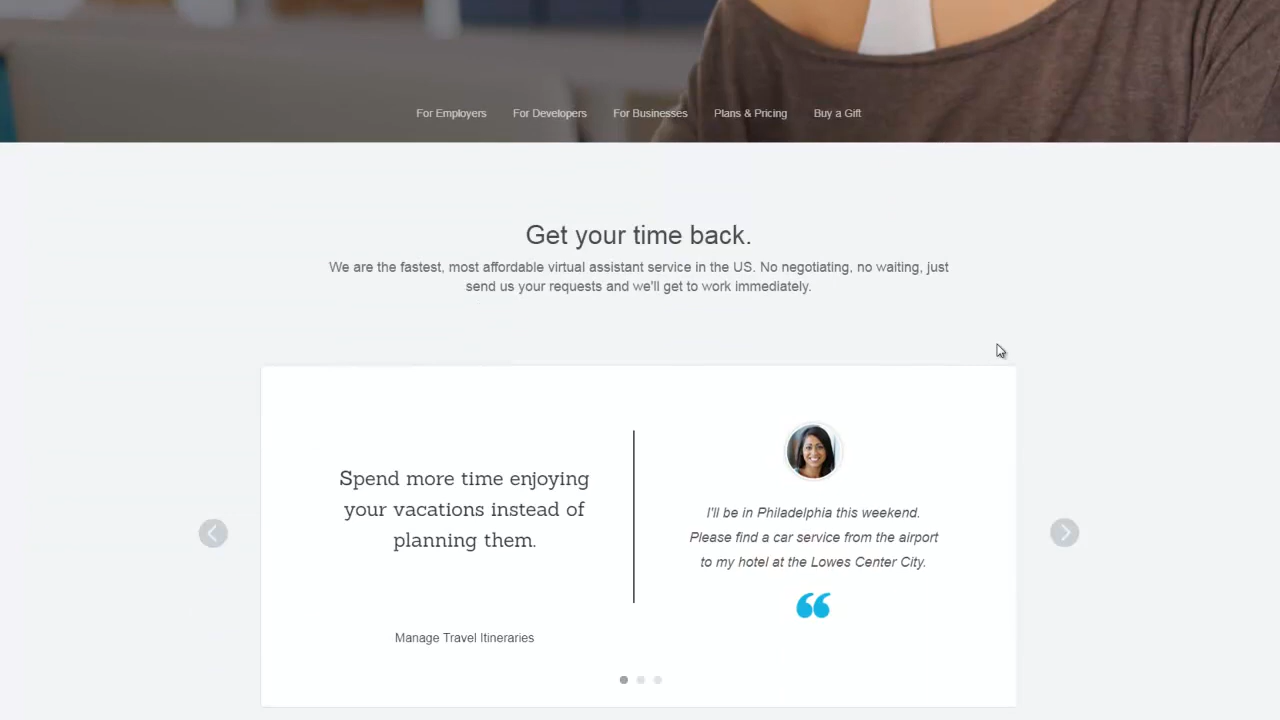 For Employers For Developers For Businesses Plans & Pricing Buy a Gift
Get your time back.
We are the fastest, most affordable virtual assistant service in the US. No negotiating, no waiting, just
send us your requests and we'll get to work immediately.
Spend more time enjoying
your vacations instead of
planning them.
Manage Travel Itineraries
I'll be in Philadelphia this weekend.
Please find a car service from the airport
to my hotel at the Lowes Center City.